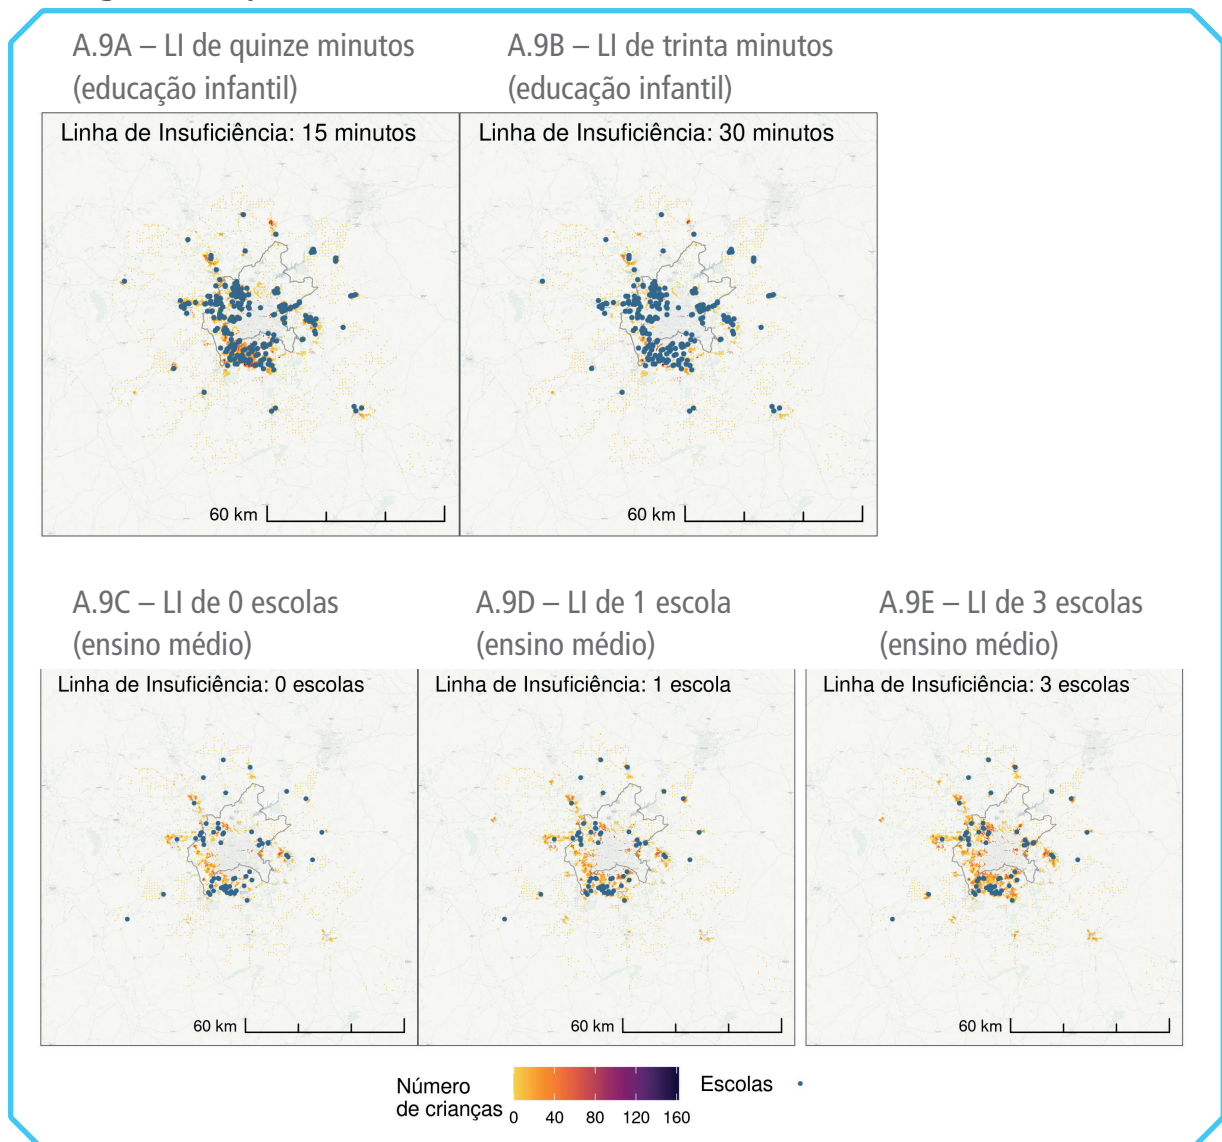 A.9A – LI de quinze minutos
(educação infantil)
A.9B – LI de trinta minutos
(educação infantil)
Linha de Insuficiência: 15 minutos
Linha de Insuficiência: 30 minutos
60 km
60 km
A.9C – LI de 0 escolas
(ensino médio)
A.9D – LI de 1 escola
(ensino médio)
A.9E – LI de 3 escolas
(ensino médio)
Linha de Insuficiência: 0 escolas
Linha de Insuficiência: 1 escola
Linha de Insuficiência: 3 escolas
60 km
60 km
60 km
Número
de crianças
0 40 80 120 160
Escolas